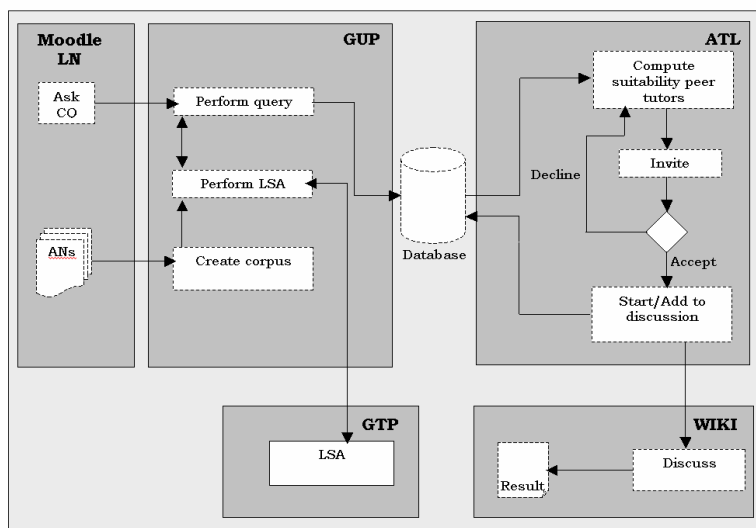 Moodle
LN
Ask
CQ
ANs
GUP
Perform query
Perform LSA
Create corpus
Database
ATL
Compute
suitability peer
tutors
Invite
Decline
Accept
Start/Add to
discussion
GTP
LSA
WIKI
Discuss
Result